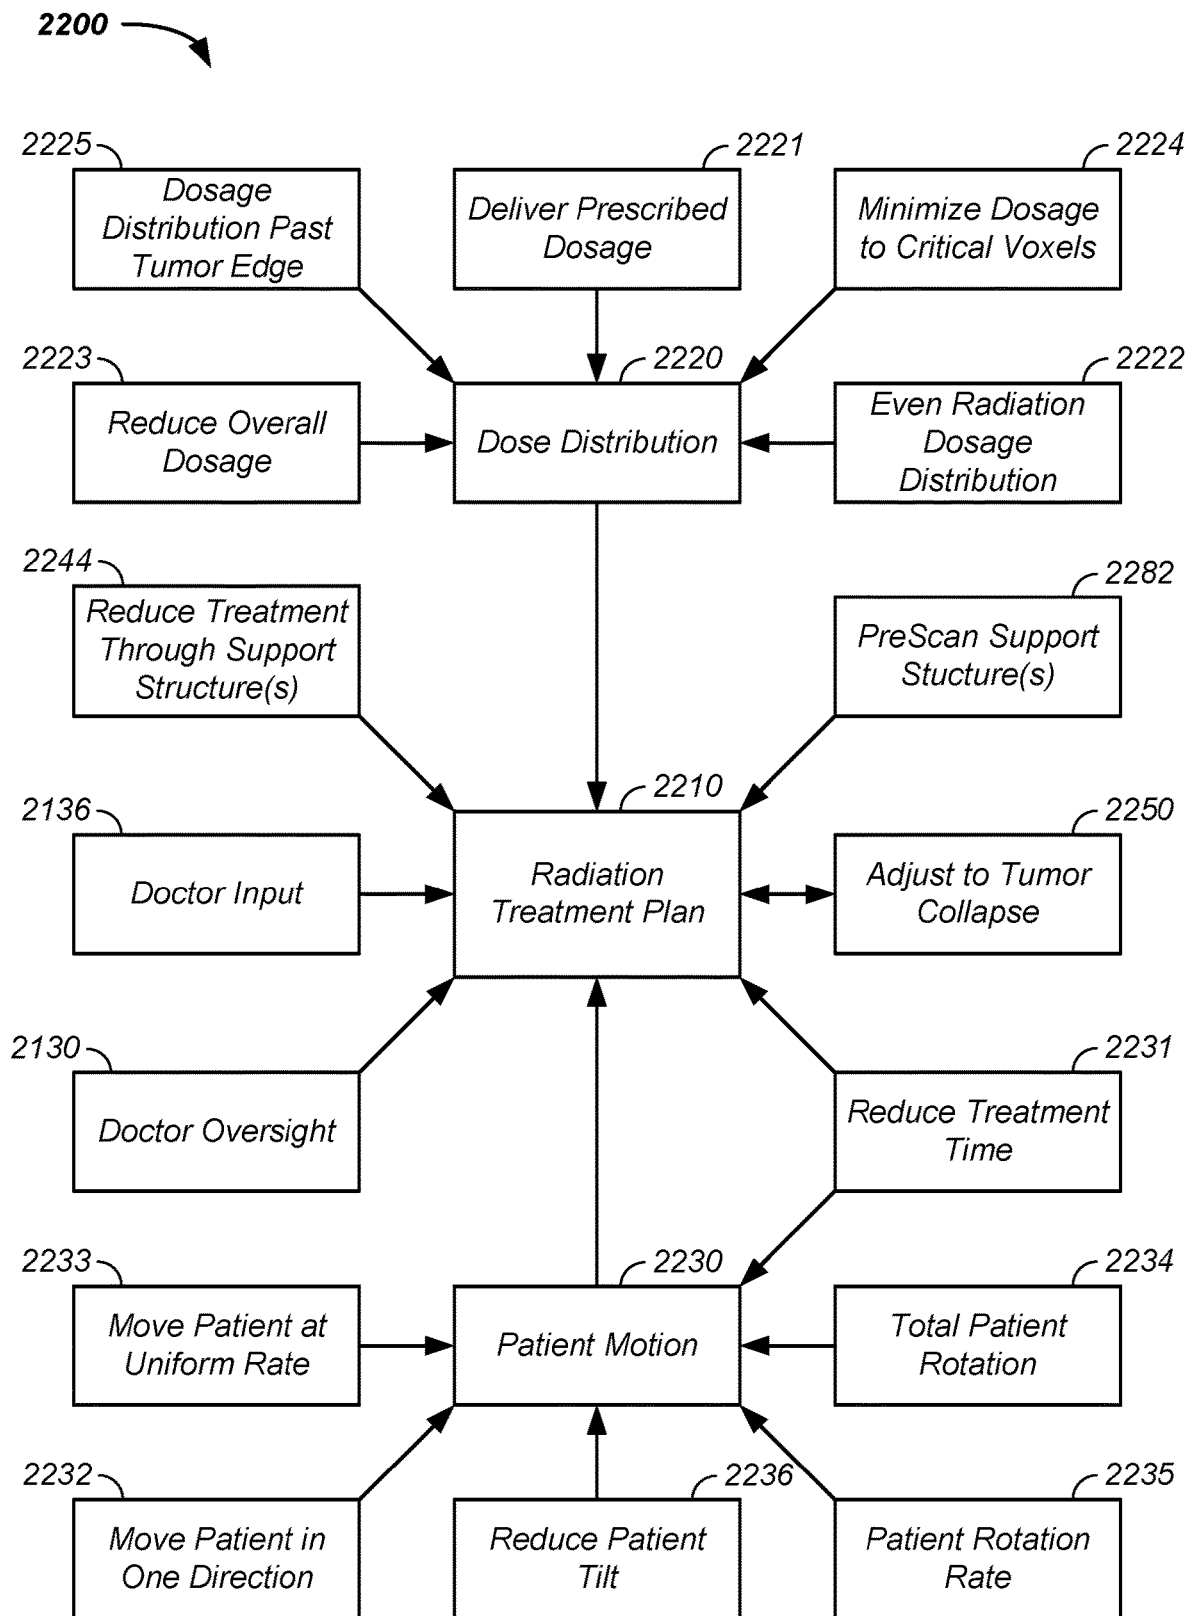 2200
2225
Dosage
Distribution Past
Tumor Edge
2221
Deliver Prescribed
Dosage
2224
Minimize Dosage
to Critical Voxels
2223
Reduce Overall
Dosage
2220
Dose Distribution
2222
Even Radiation
Dosage
Distribution
2244
Reduce Treatment
Through Support
Structure(s)
2282
PreScan Support
Stucture(s)
2136
Doctor Input
2210
Radiation
Treatment Plan
2250
Adjust to Tumor
Collapse
2130
Doctor Oversight
2231
Reduce Treatment
Time
2233
Move Patient at
Uniform Rate
2230
Patient Motion
2234
Total Patient
Rotation
2232
Move Patient in
One Direction
2236
Reduce Patient
Tilt
2235
Patient Rotation
Rate